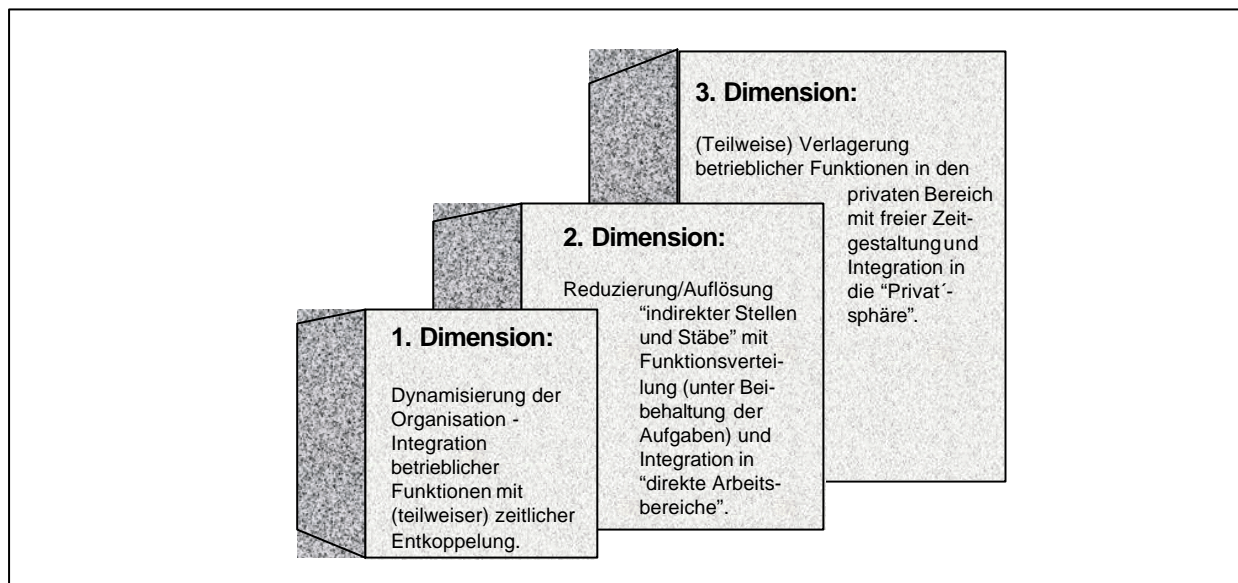 3. Dimension:
(Teilweise) Verlagerung
betrieblicher Funktionen in den
privaten Bereich
mit freier Zeit-
gestaltung und
Integration in
die “Privat´-
sphäre”.
2. Dimension:
Reduzierung/Auflösung
“indirekter Stellen
und Stäbe” mit
Funktionsvertei-
lung (unter Bei-
behaltung der
Aufgaben) und
Integration in
“direkte Arbeits-
bereiche”.
1. Dimension:
Dynamisierung der
Organisation -
Integration
betrieblicher
Funktionen mit
(teilweiser) zeitlicher
Entkoppelung.